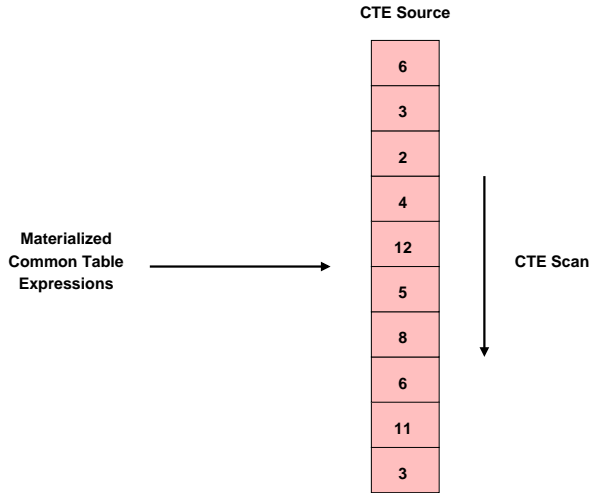 CTE Source
6
3
2
4
12
5
8
6
11
3
Materialized
Common Table
Expressions
CTE Scan